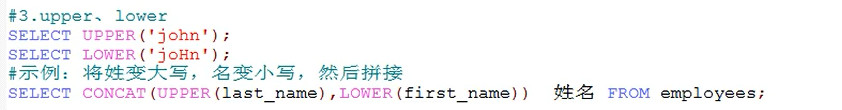 #3.upper、lower
SELECT UPPER('john');
SELECT LOWER('joHn');
#示例：将姓变大写，名变小写，然后拼接
SELECT CONCAT(UPPER(last_name),LOWER(first_name))  姓名 FROM employees;